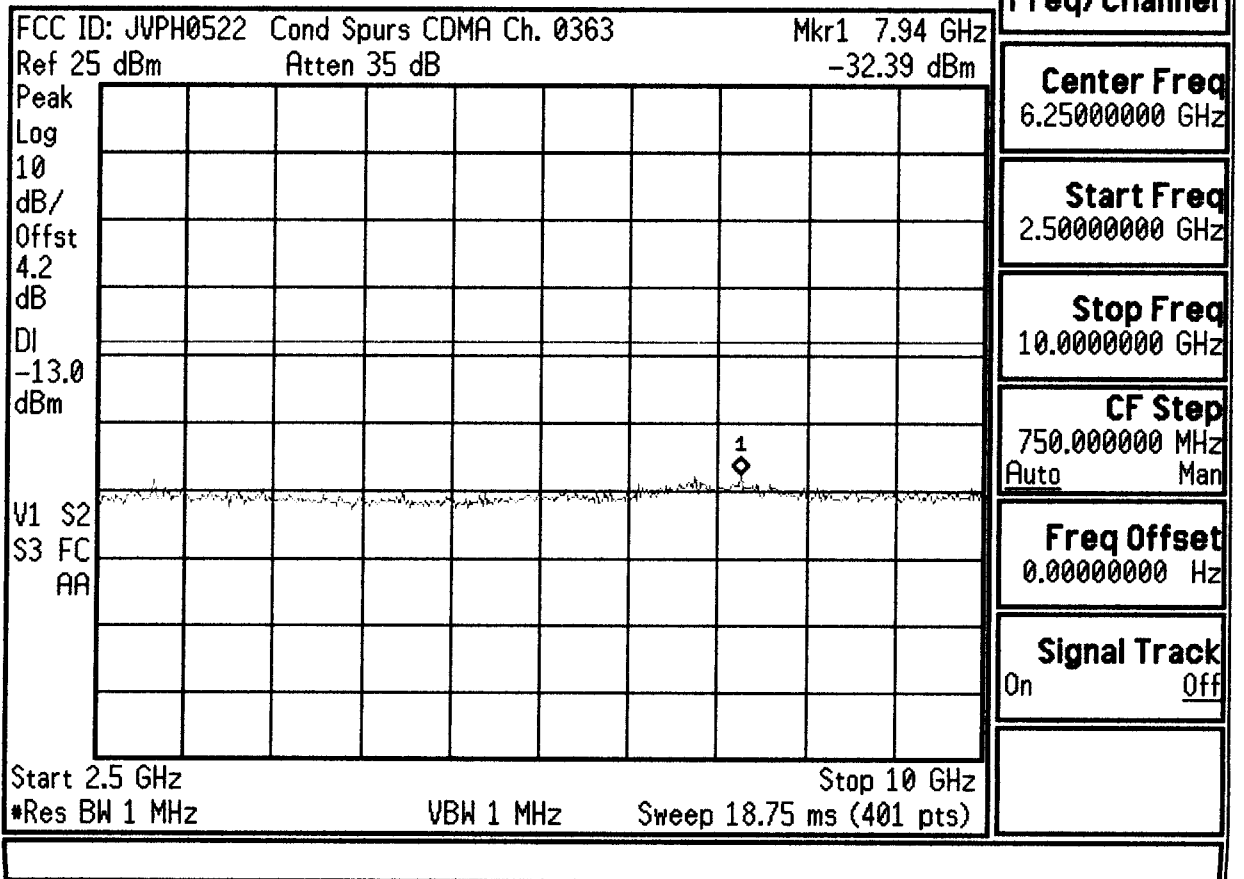 FCC ID: JVPH0522 Cond Spurs CDMA Ch. 0363 Mkr1 7.94 GHz
Ref 25 dBm Atten 35 dB -32.39 dBm
Peak
Log
10
dB/
Offst
4.2
dB
DI
-13.0
dBm
1
V1 S2
S3 FC
AA
Start 2.5 GHz Stop 10 GHz
*Res BW 1 MHz VBW 1 MHz Sweep 18.75 ms (401 pts)
Freq/Channel
Center Freq
6.25000000 GHz
Start Freq
2.50000000 GHz
Stop Freq
10.0000000 GHz
CF Step
750.000000 MHz
Auto Man
Freq Offset
0.00000000 Hz
Signal Track
On Off